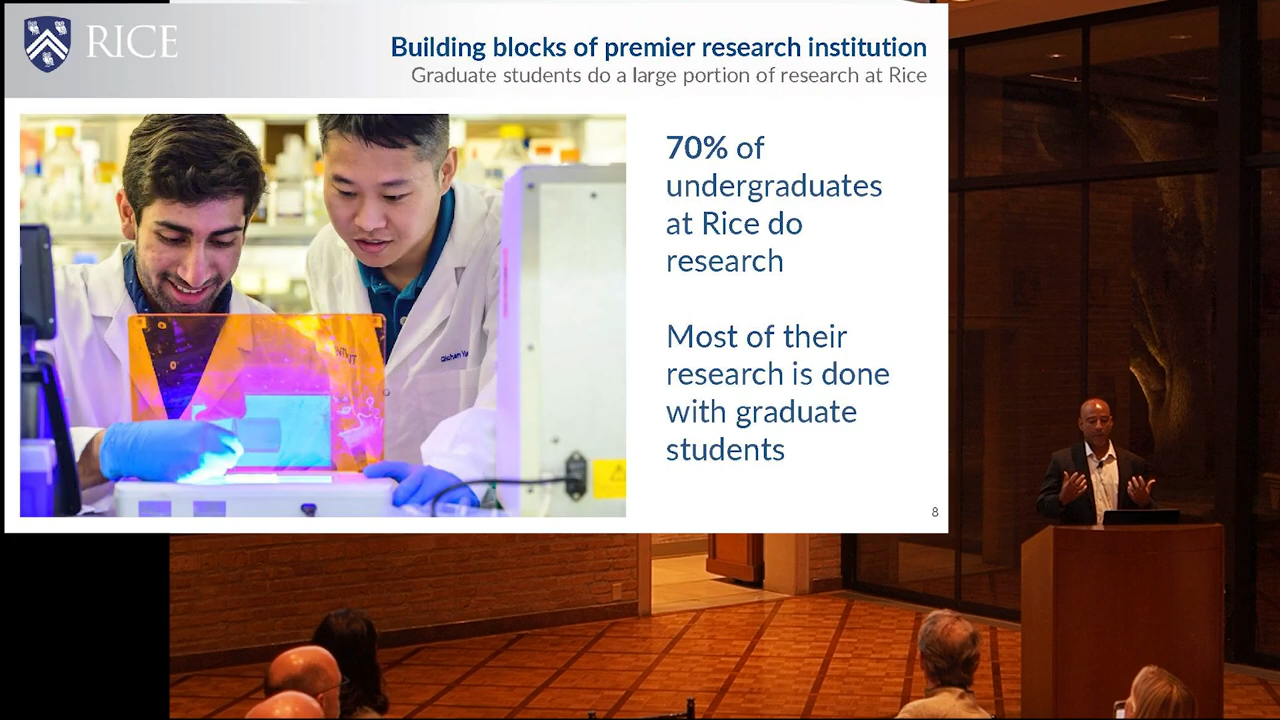 RICE
Building blocks of premier research institution
Graduate students do a large portion of research at Rice
70% of
undergraduates
at Rice do
research
Most of their
research is done
with graduate
students
8